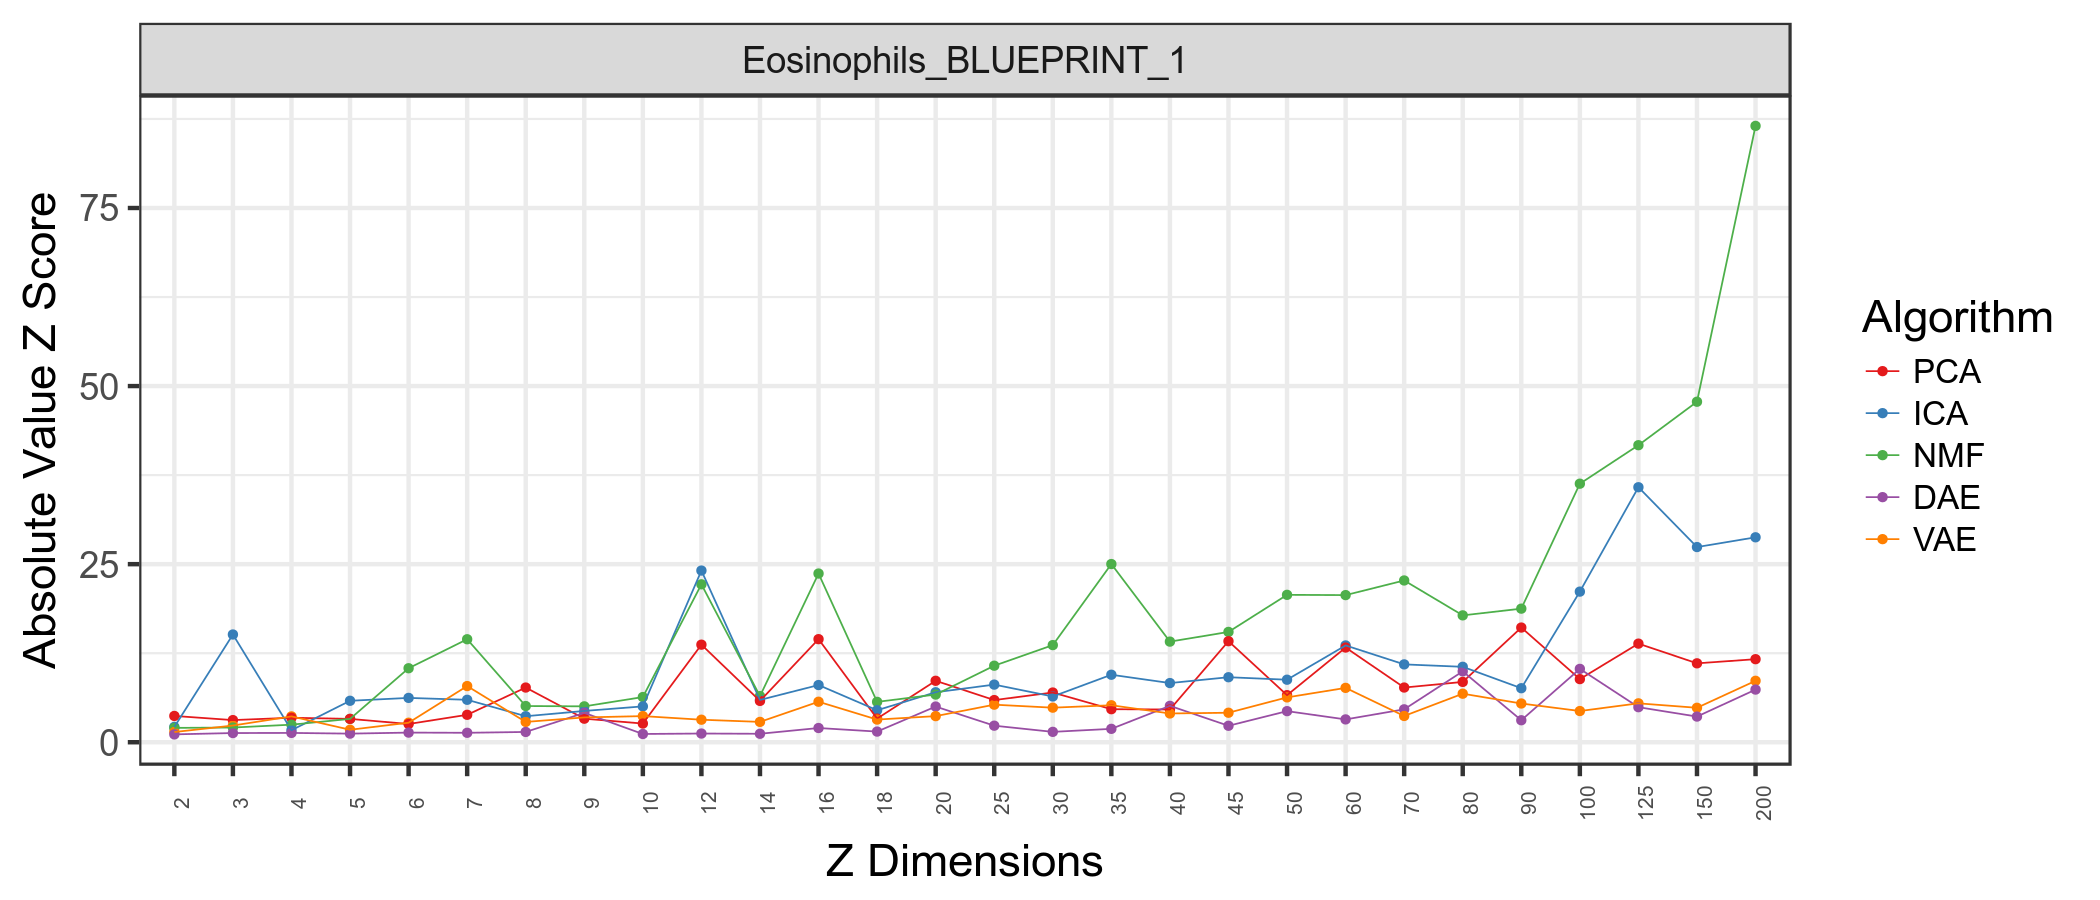 Eosinophils_BLUEPRINT_1
Absolute Value Z Score
75
50
25
0
2 3 4 5 6 7 8 9 10 12 14 16 18 20 25 30 35 40 45 50 60 70 80 90 100 125 150 200
Z Dimensions
Algorithm
PCA
ICA
NMF
DAE
VAE